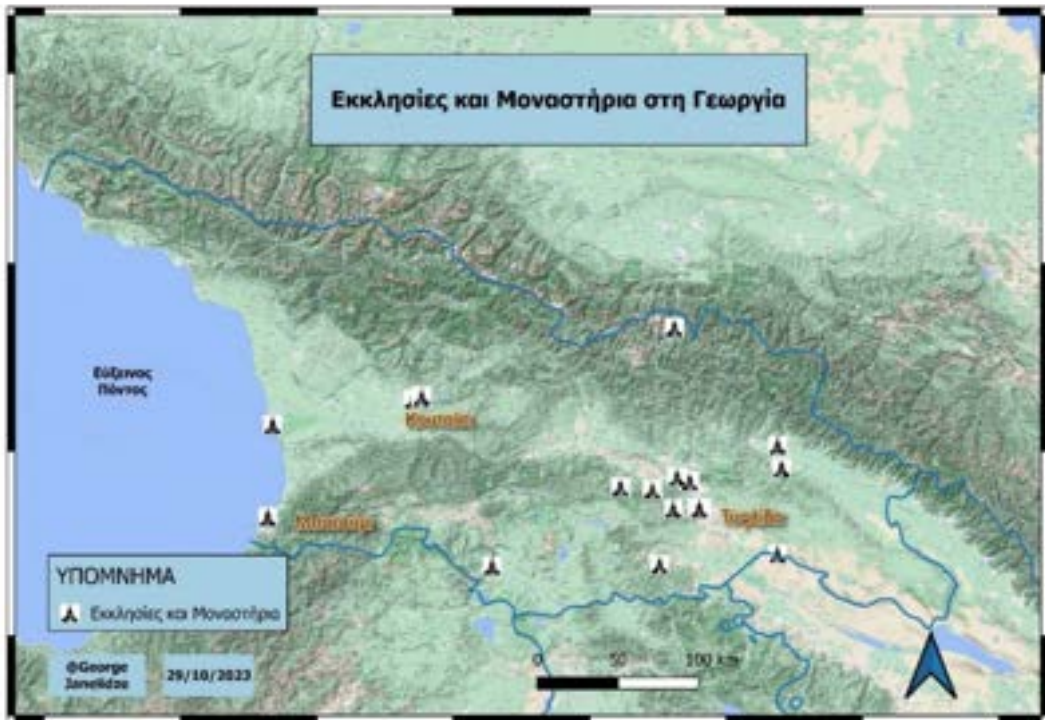 Εκκλησίες και Μοναστήρια στη Γεωργία
Εύξεινος
Πόντος
Τιφλίδα
ΥΠΟΜΝΗΜΑ
Εκκλησίες και Μοναστήρια
@George
Janelidze
29/10/2023
0 50 100 km